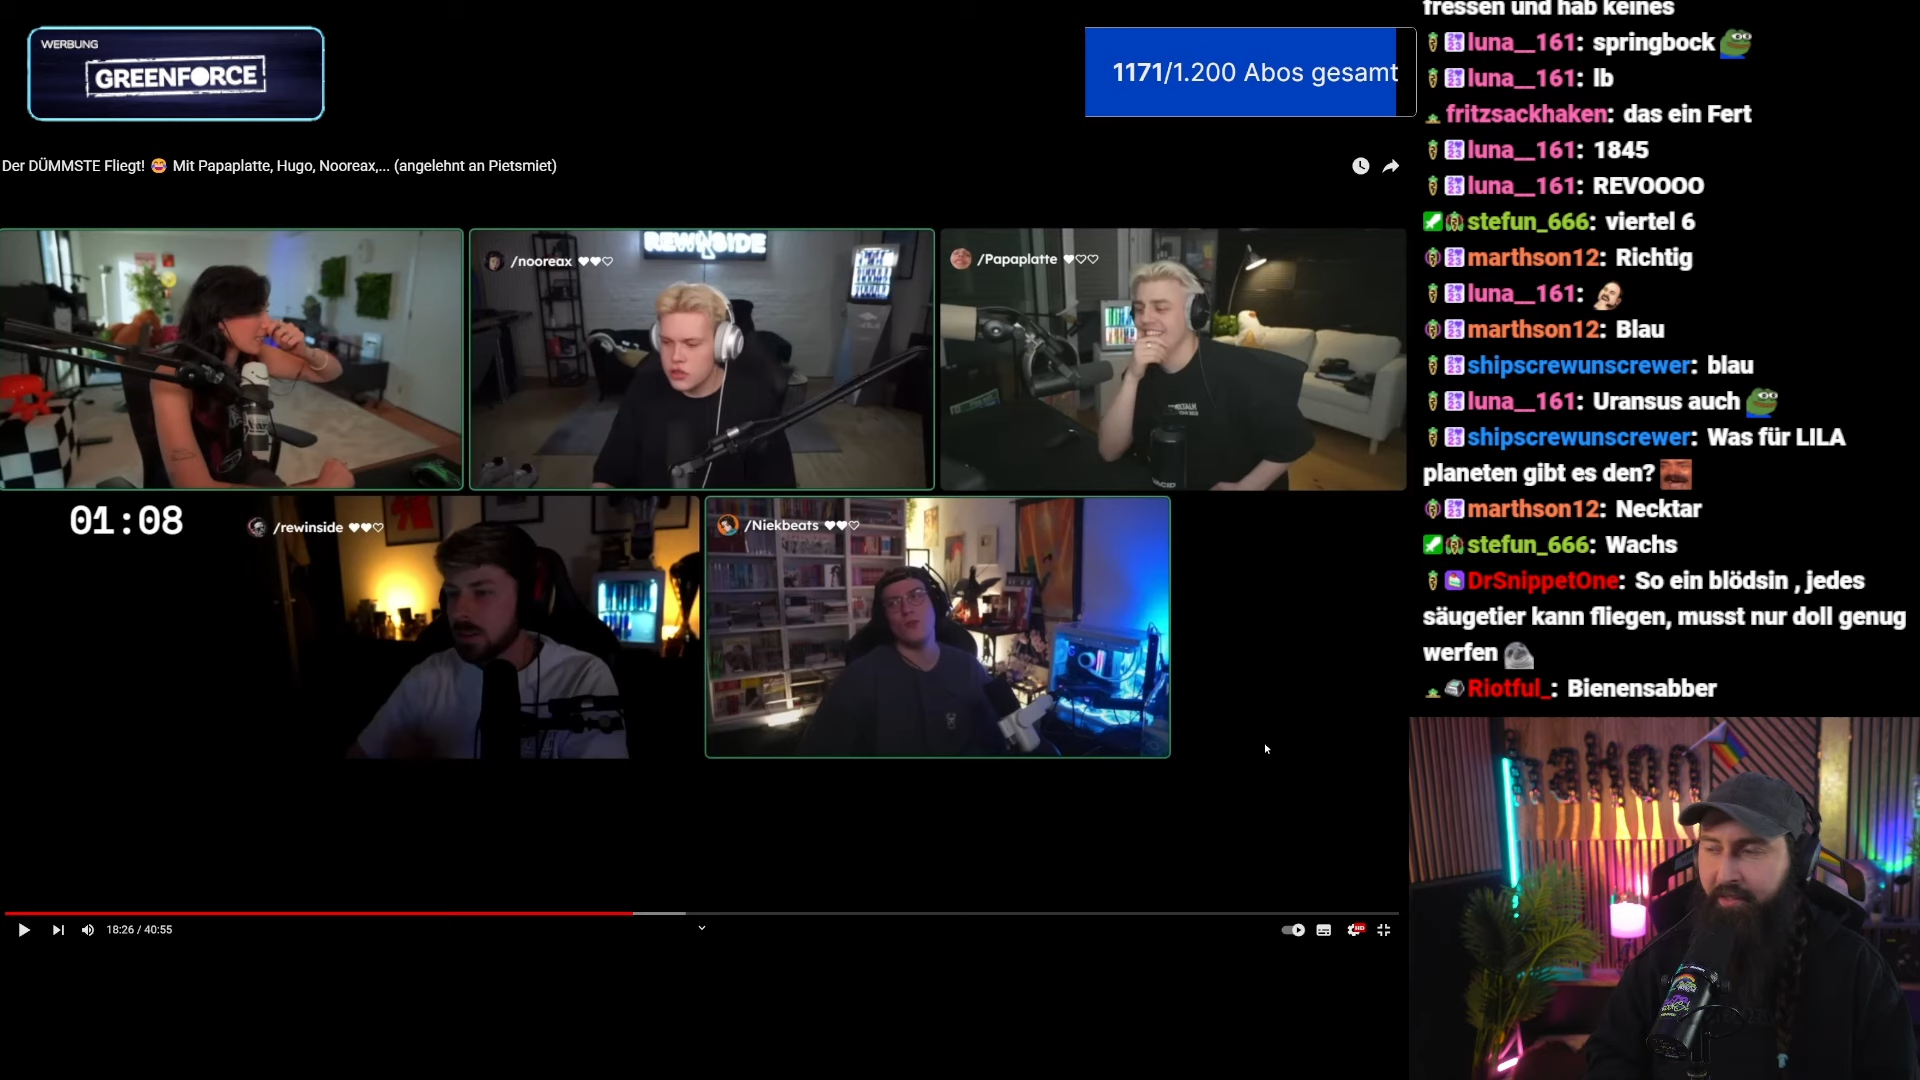 WERBUNG
GREENFORCE
1171/1.200 Abos gesamt
Der DÜMMSTE Fliegt! 😂 Mit Papaplatte, Hugo, Nooreax,... (angelehnt an Pietsmiet)
REWINSIDE
/nooreax ♥♥♡
/Papaplatte ♥♡♡
01:08
/rewinside ♥♥♡
/Niekbeats ♥♥♡
18:26 / 40:55
HD
fressen und hab keines
luna__161: springbock
luna__161: lb
fritzsackhaken: das ein Fert
luna__161: 1845
luna__161: REVOOOO
stefun_666: viertel 6
marthson12: Richtig
luna__161:
marthson12: Blau
shipscrewunscrewer: blau
luna__161: Uransus auch
shipscrewunscrewer: Was für LILA
planeten gibt es den?
marthson12: Necktar
stefun_666: Wachs
DrSnippetOne: So ein blödsin , jedes
säugetier kann fliegen, musst nur doll genug
werfen
Riotful_: Bienensabber